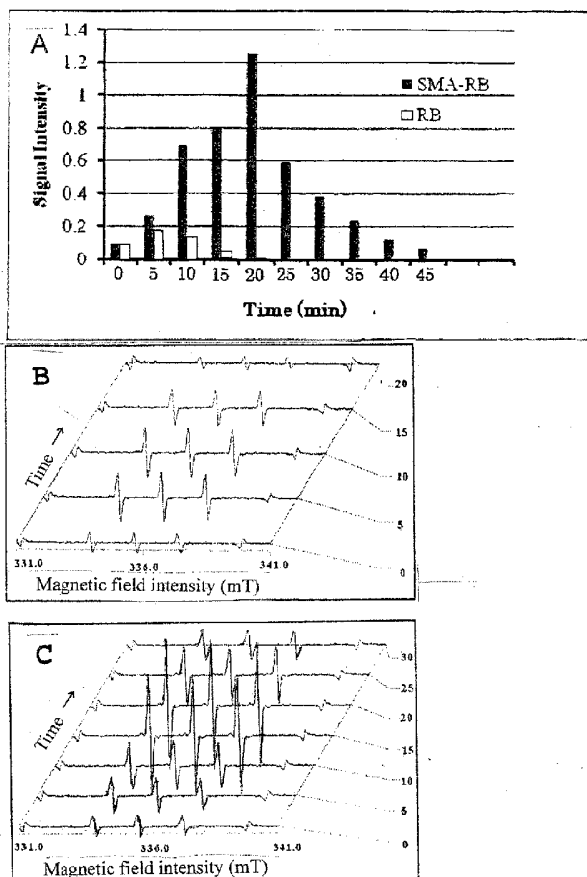 A
Signal Intensity
1.4
1.2
1
0.8
0.6
0.4
0.2
0
SMA-RB
RB
0 5 10 15 20 25 30 35 40 45
Time (min)
B
Time →
20
15
10
5
0
331.0 336.0 341.0
Magnetic field intensity (mT)
C
Time →
30
25
20
15
10
5
0
331.0 336.0 341.0
Magnetic field intensity (mT)